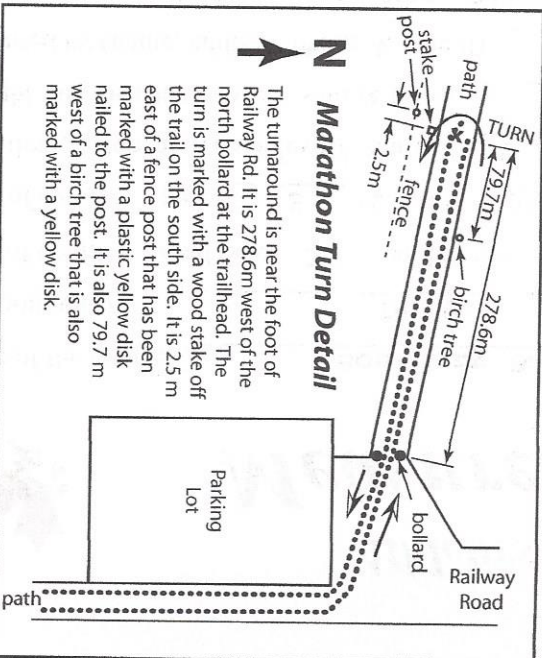 path
TURN
post
stake
79.7m
278.6m
2.5m
fence
birch tree
N
Marathon Turn Detail
The turnaround is near the foot of
Railway Rd. It is 278.6m west of the
north bollard at the trailhead. The
turn is marked with a wood stake off
the trail on the south side. It is 2.5 m
east of a fence post that has been
marked with a plastic yellow disk
nailed to the post. It is also 79.7 m
west of a birch tree that is also
marked with a yellow disk.
bollard
Railway
Road
Parking
Lot
path